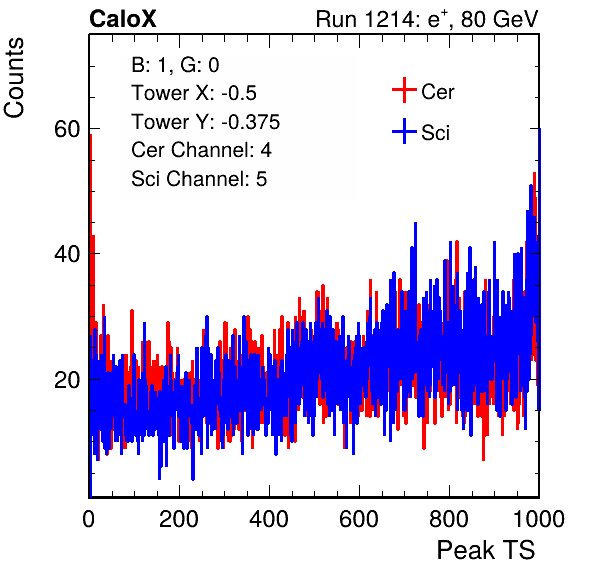 CaloX Run 1214: e⁺, 80 GeV
Counts
B: 1, G: 0
Tower X: -0.5
Tower Y: -0.375
Cer Channel: 4
Sci Channel: 5
Cer
Sci
60
40
20
0 200 400 600 800 1000
Peak TS